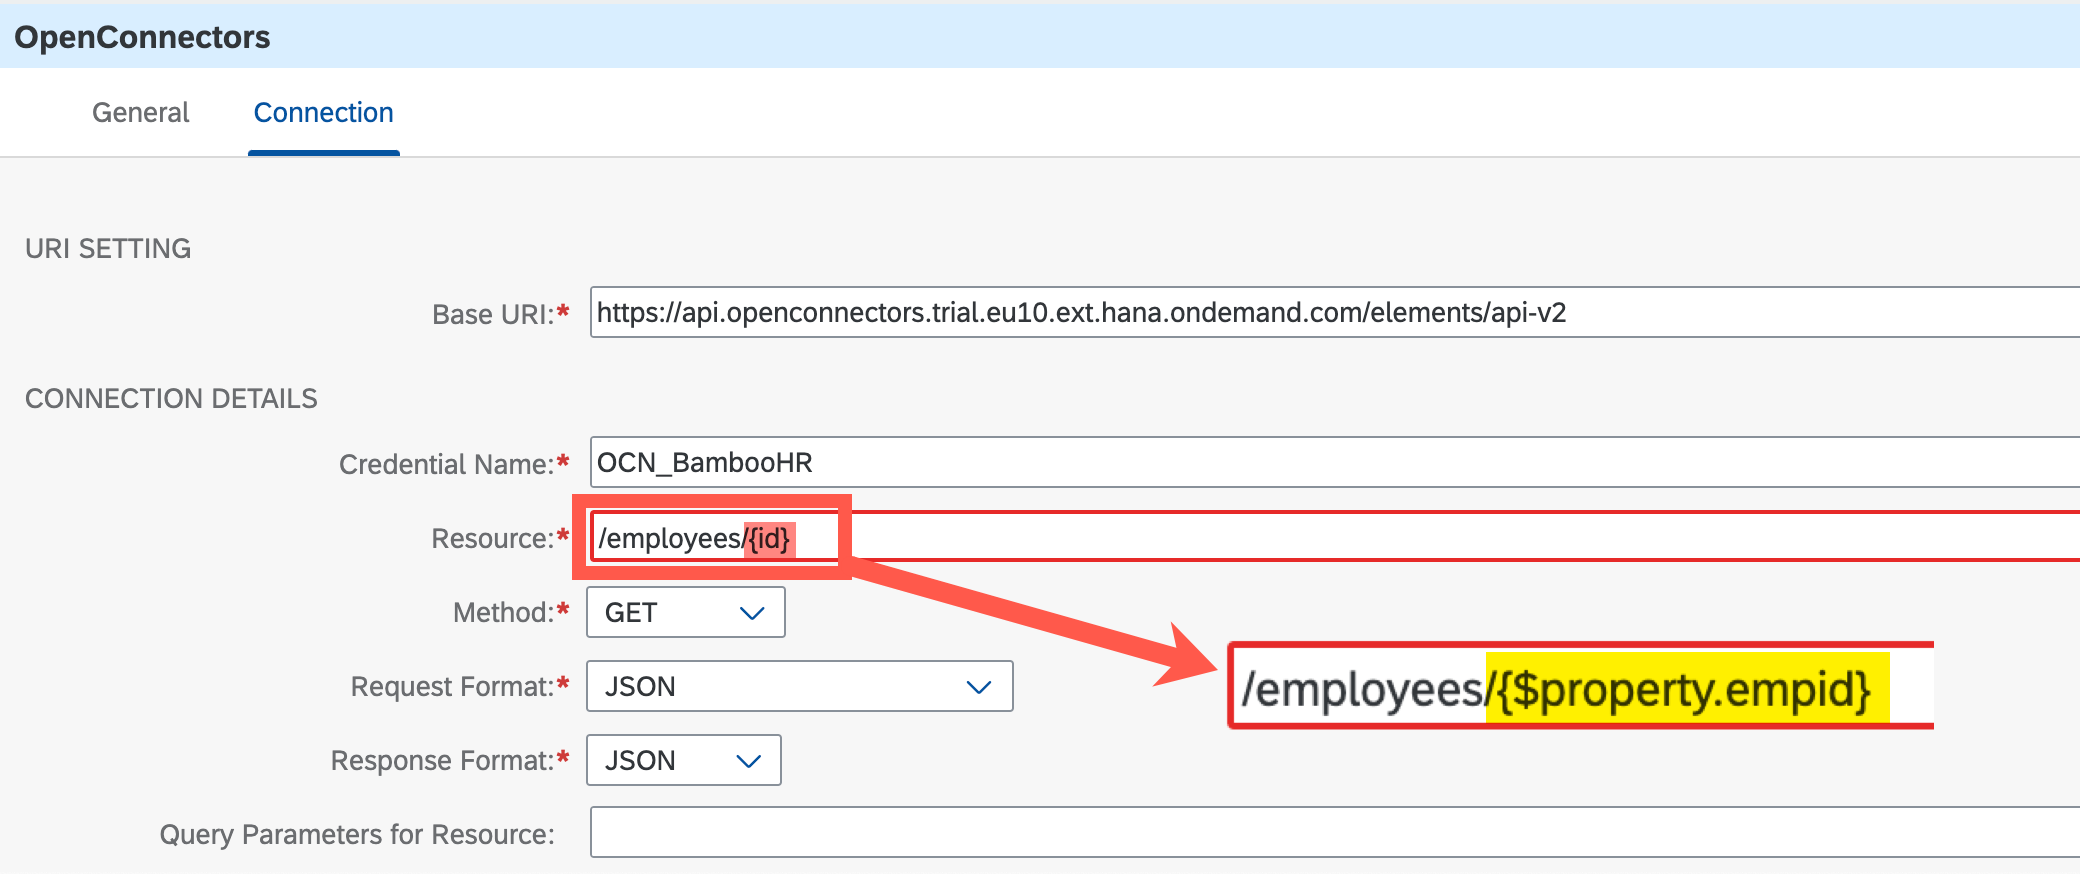 OpenConnectors
General Connection
URI SETTING
Base URI:* https://api.openconnectors.trial.eu10.ext.hana.ondemand.com/elements/api-v2
CONNECTION DETAILS
Credential Name:* OCN_BambooHR
Resource:* /employees/{id}
Method:* GET
/employees/{$property.empid}
Request Format:* JSON
Response Format:* JSON
Query Parameters for Resource: